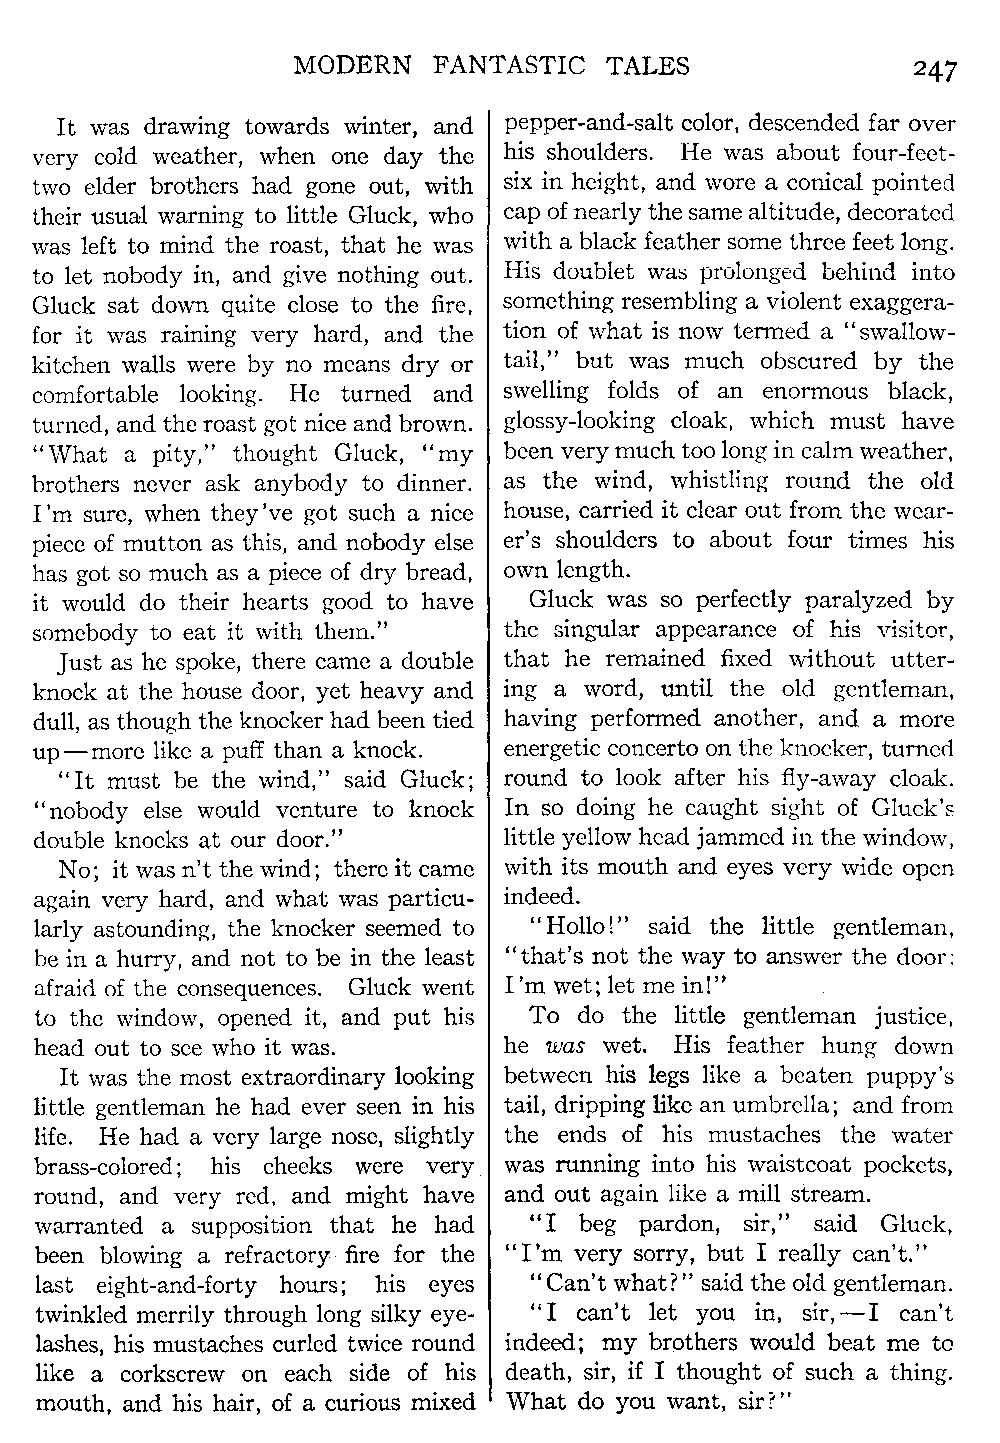 MODERN FANTASTIC TALES 247
It was drawing towards winter, and
very cold weather, when one day the
two elder brothers had gone out, with
their usual warning to little Gluck, who
was left to mind the roast, that he was
to let nobody in, and give nothing out.
Gluck sat down quite close to the fire,
for it was raining very hard, and the
kitchen walls were by no means dry or
comfortable looking. He turned and
turned, and the roast got nice and brown.
"What a pity," thought Gluck, "my
brothers never ask anybody to dinner.
I'm sure, when they've got such a nice
piece of mutton as this, and nobody else
has got so much as a piece of dry bread,
it would do their hearts good to have
somebody to eat it with them."
Just as he spoke, there came a double
knock at the house door, yet heavy and
dull, as though the knocker had been tied
up—more like a puff than a knock.
"It must be the wind," said Gluck;
"nobody else would venture to knock
double knocks at our door."
No; it was n't the wind; there it came
again very hard, and what was particu-
larly astounding, the knocker seemed to
be in a hurry, and not to be in the least
afraid of the consequences. Gluck went
to the window, opened it, and put his
head out to see who it was.
It was the most extraordinary looking
little gentleman he had ever seen in his
life. He had a very large nose, slightly
brass-colored; his cheeks were very
round, and very red, and might have
warranted a supposition that he had
been blowing a refractory fire for the
last eight-and-forty hours; his eyes
twinkled merrily through long silky eye-
lashes, his mustaches curled twice round
like a corkscrew on each side of his
mouth, and his hair, of a curious mixed
pepper-and-salt color, descended far over
his shoulders. He was about four-feet-
six in height, and wore a conical pointed
cap of nearly the same altitude, decorated
with a black feather some three feet long.
His doublet was prolonged behind into
something resembling a violent exaggera-
tion of what is now termed a "swallow-
tail," but was much obscured by the
swelling folds of an enormous black,
glossy-looking cloak, which must have
been very much too long in calm weather,
as the wind, whistling round the old
house, carried it clear out from the wear-
er's shoulders to about four times his
own length.
Gluck was so perfectly paralyzed by
the singular appearance of his visitor,
that he remained fixed without utter-
ing a word, until the old gentleman,
having performed another, and a more
energetic concerto on the knocker, turned
round to look after his fly-away cloak.
In so doing he caught sight of Gluck's
little yellow head jammed in the window,
with its mouth and eyes very wide open
indeed.
"Hollo!" said the little gentleman,
"that's not the way to answer the door:
I'm wet; let me in!"
To do the little gentleman justice,
he was wet. His feather hung down
between his legs like a beaten puppy's
tail, dripping like an umbrella; and from
the ends of his mustaches the water
was running into his waistcoat pockets,
and out again like a mill stream.
"I beg pardon, sir," said Gluck,
"I'm very sorry, but I really can't."
"Can't what?" said the old gentleman.
"I can't let you in, sir,—I can't
indeed; my brothers would beat me to
death, sir, if I thought of such a thing.
What do you want, sir?"